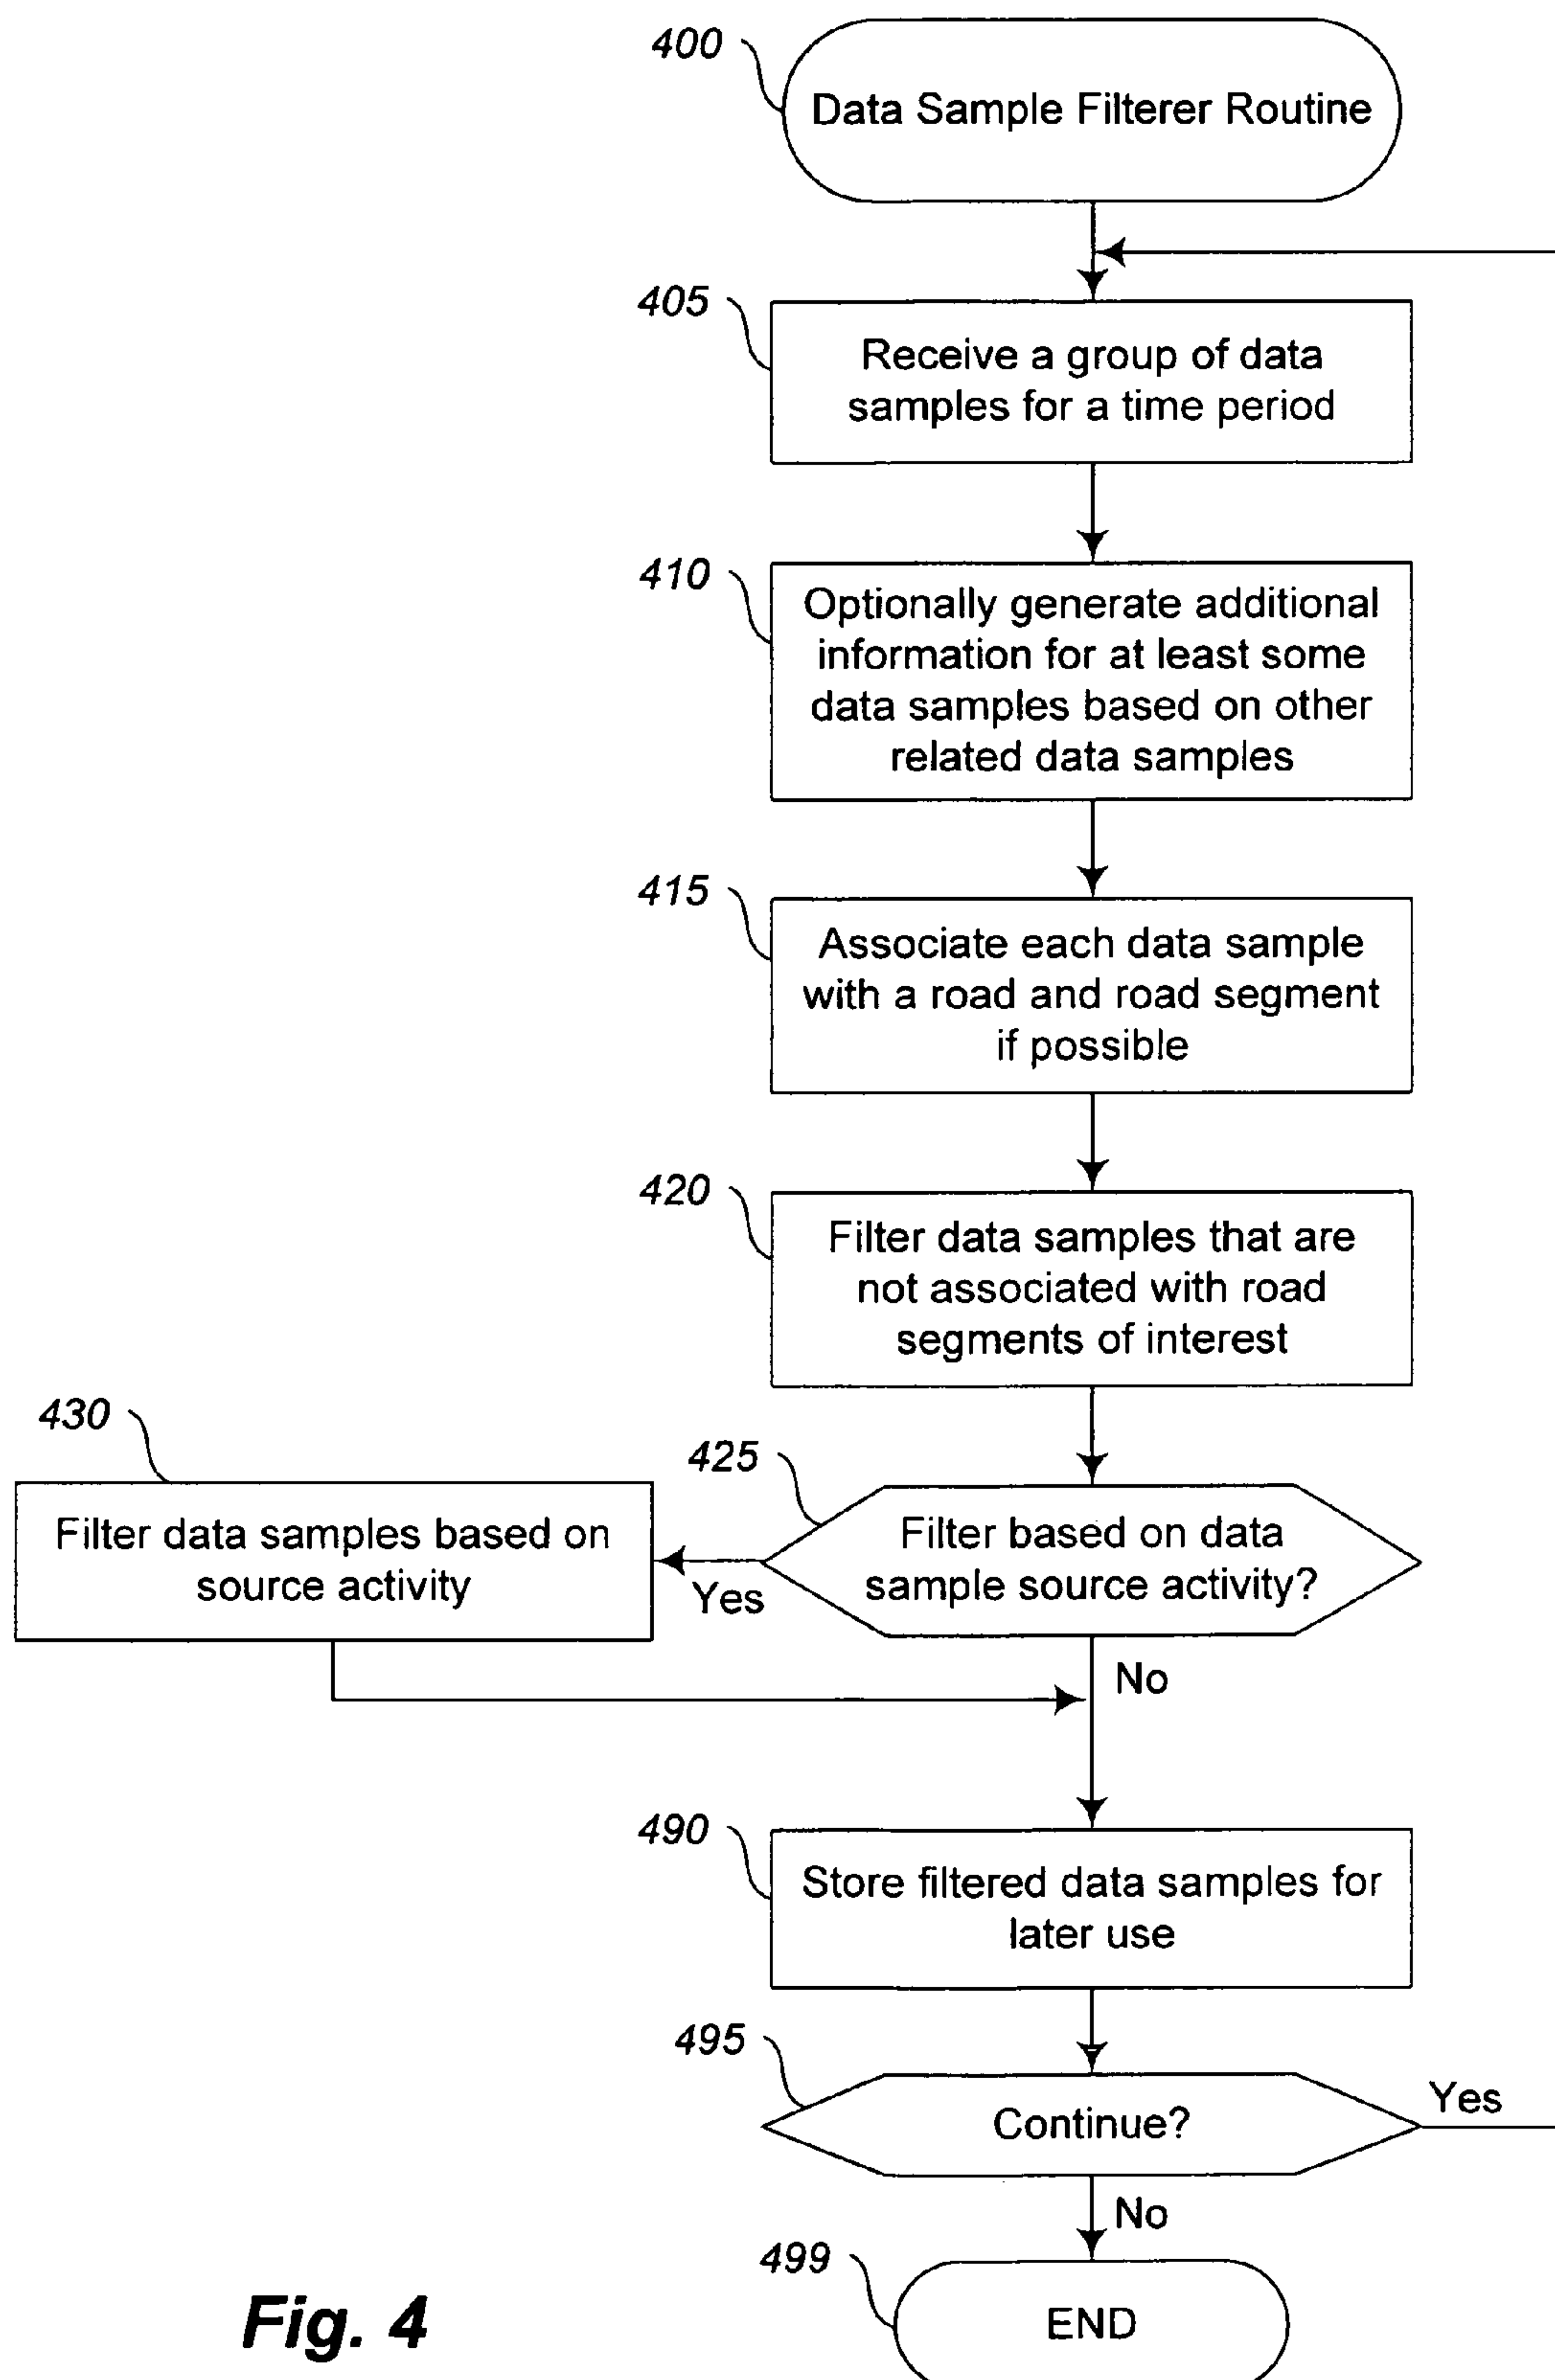 400
Data Sample Filterer Routine
405
Receive a group of data
samples for a time period
410
Optionally generate additional
information for at least some
data samples based on other
related data samples
415
Associate each data sample
with a road and road segment
if possible
420
Filter data samples that are
not associated with road
segments of interest
430
425
Filter data samples based on
source activity
Filter based on data
sample source activity?
Yes
No
490
Store filtered data samples for
later use
495
Continue?
Yes
No
499
END
Fig. 4